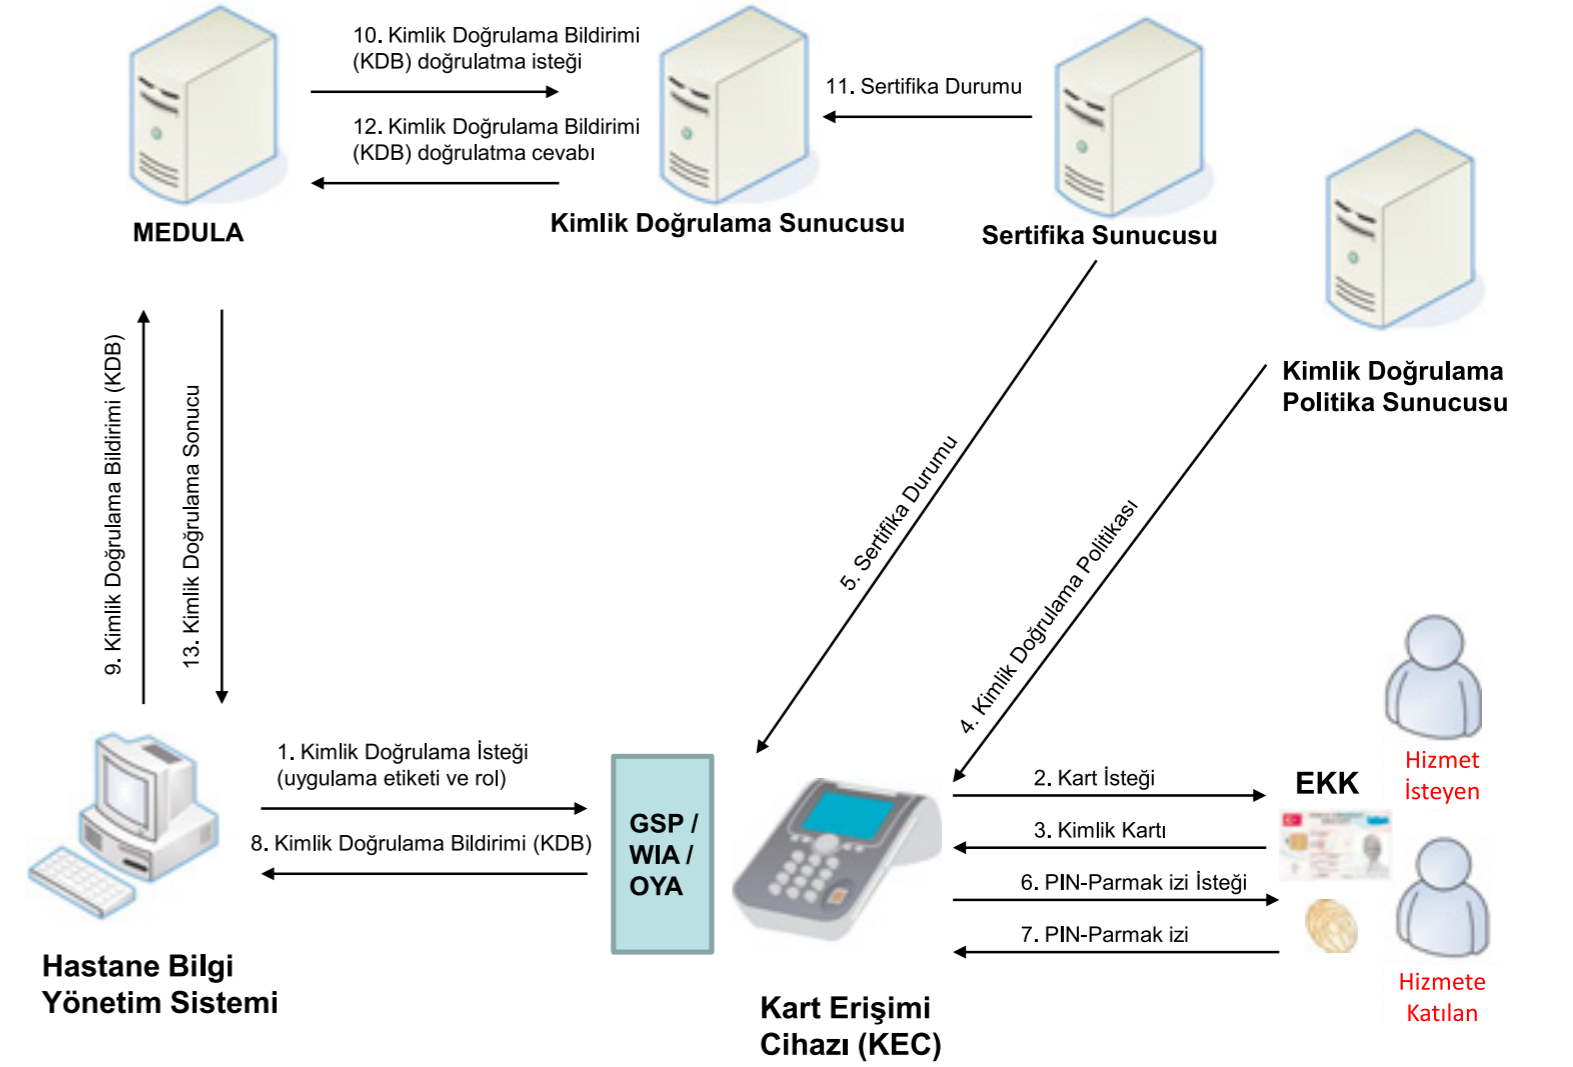 10. Kimlik Doğrulama Bildirimi
(KDB) doğrulatma isteği
12. Kimlik Doğrulama Bildirimi
(KDB) doğrulatma cevabı
11. Sertifika Durumu
MEDULA
Kimlik Doğrulama Sunucusu
Sertifika Sunucusu
Kimlik Doğrulama
Politika Sunucusu
9. Kimlik Doğrulama Bildirimi (KDB)
13. Kimlik Doğrulama Sonucu
5. Sertifika Durumu
4. Kimlik Doğrulama Politikası
1. Kimlik Doğrulama İsteği
(uygulama etiketi ve rol)
8. Kimlik Doğrulama Bildirimi (KDB)
GSP /
WIA /
OYA
2. Kart İsteği
3. Kimlik Kartı
6. PIN-Parmak izi İsteği
7. PIN-Parmak izi
EKK
Hizmet
İsteyen
Hizmete
Katılan
Hastane Bilgi
Yönetim Sistemi
Kart Erişimi
Cihazı (KEC)